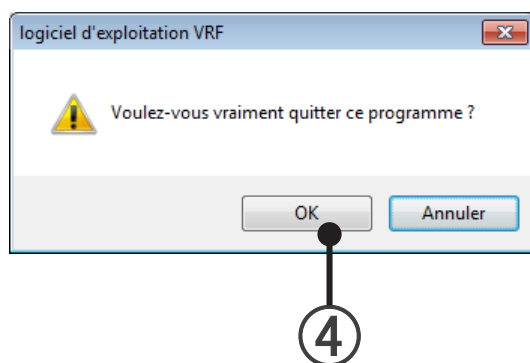 logiciel d'exploitation VRF
Voulez-vous vraiment quitter ce programme ?
OK Annuler
4